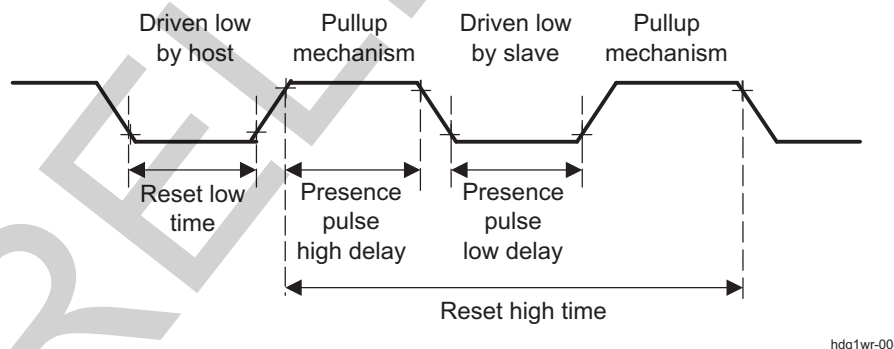 Driven low
by host
Pullup
mechanism
Driven low
by slave
Pullup
mechanism
Reset low
time
Presence
pulse
high delay
Presence
pulse
low delay
Reset high time
hdq1wr-00